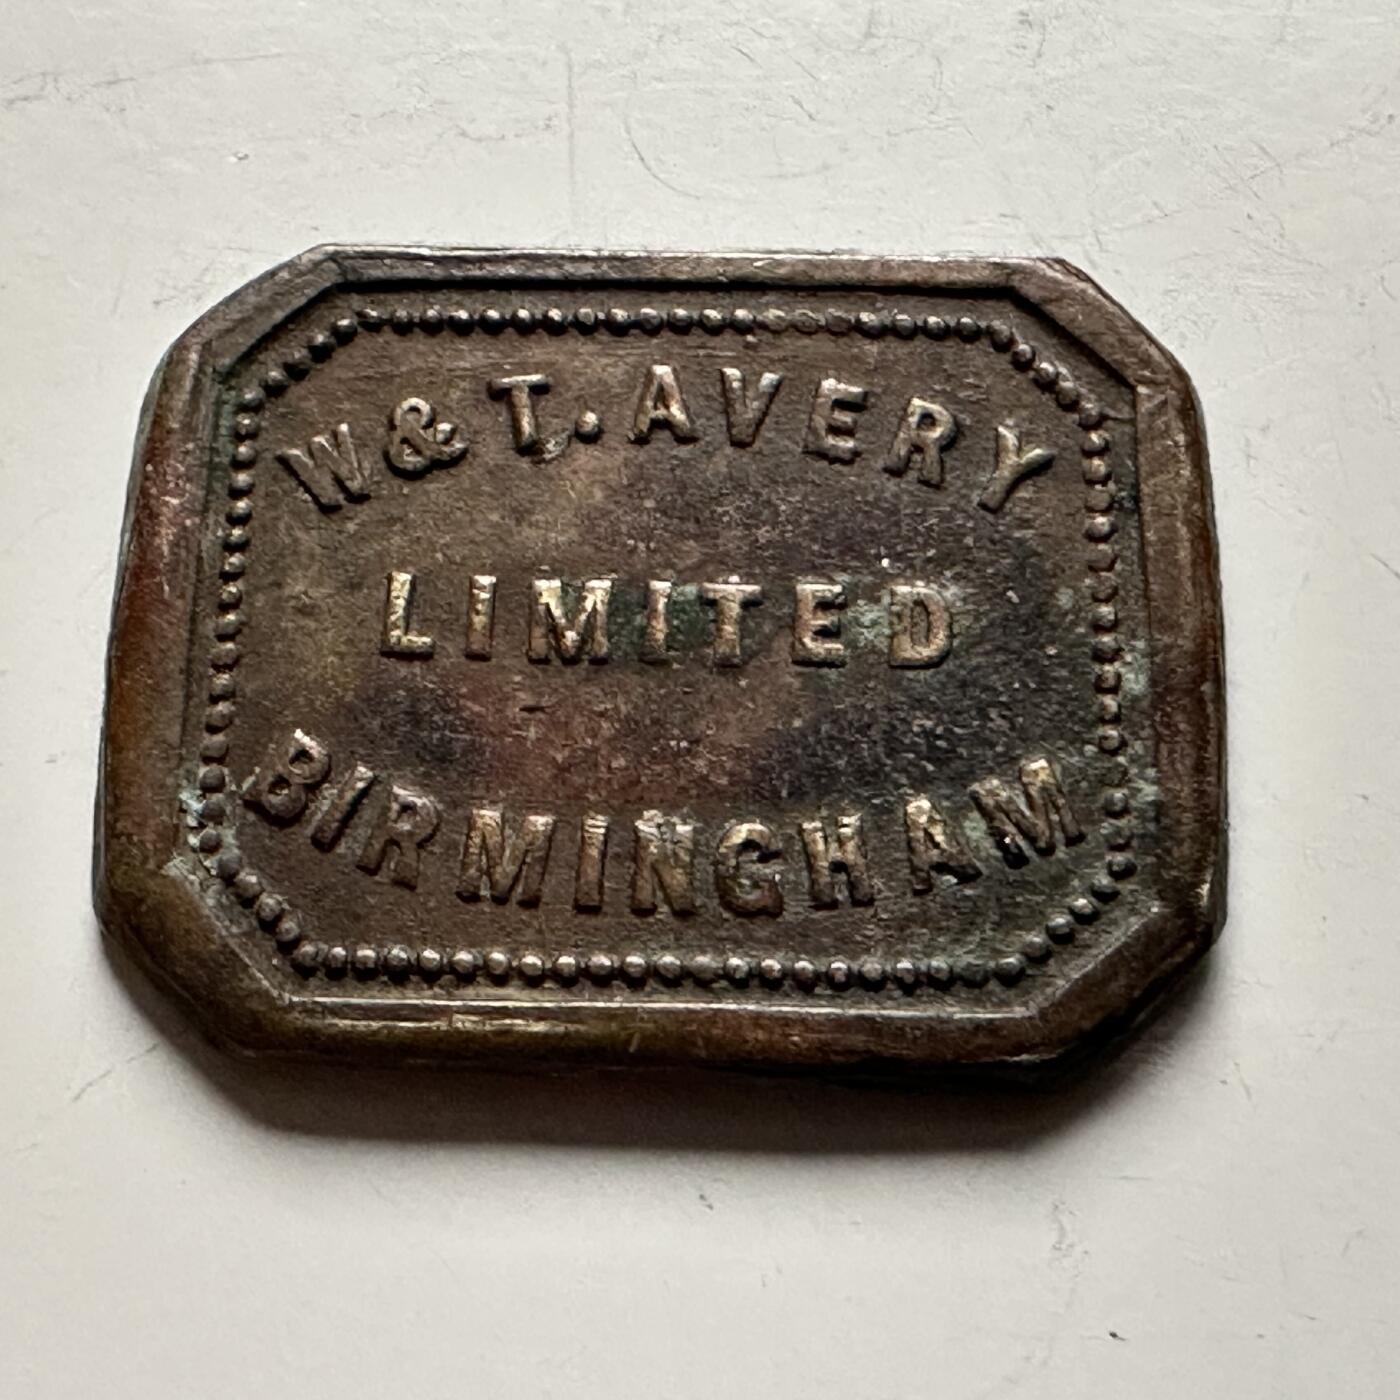 W & T. AVERY
LIMITED
BIRMINGHAM